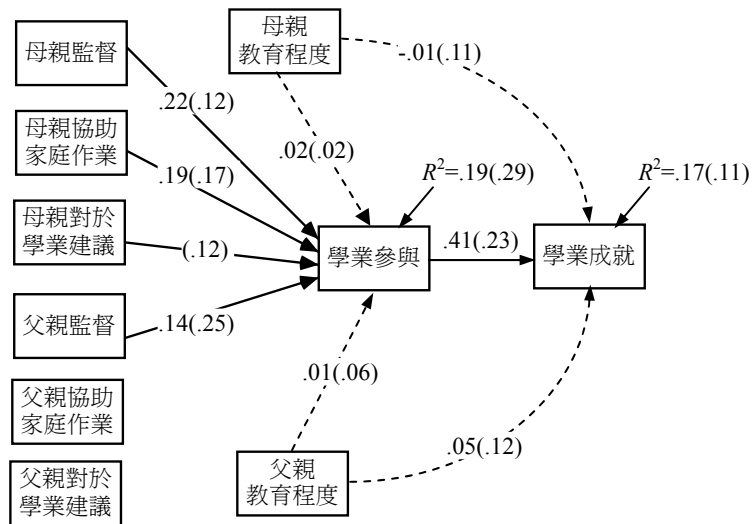 母親監督
母親協助
家庭作業
母親對於
學業建議
父親監督
父親協助
家庭作業
父親對於
學業建議
母親
教育程度
-.01(.11)
.22(.12)
.02(.02)
.19(.17)
(.12)
.14(.25)
R²=.19(.29)
R²=.17(.11)
學業參與
.41(.23)
學業成就
.01(.06)
.05(.12)
父親
教育程度